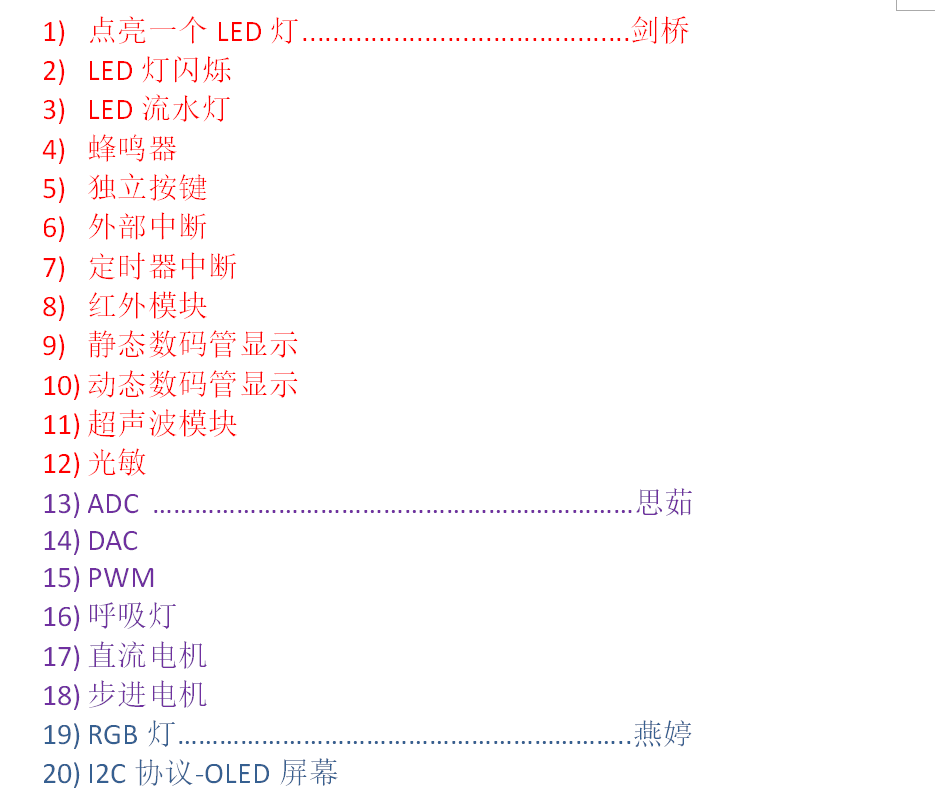 1) 点亮一个 LED 灯...........................................剑桥
2) LED 灯闪烁
3) LED 流水灯
4) 蜂鸣器
5) 独立按键
6) 外部中断
7) 定时器中断
8) 红外模块
9) 静态数码管显示
10) 动态数码管显示
11) 超声波模块
12) 光敏
13) ADC ……………………………………………………………思茹
14) DAC
15) PWM
16) 呼吸灯
17) 直流电机
18) 步进电机
19) RGB 灯………………………………………………………..燕婷
20) I2C 协议-OLED 屏幕